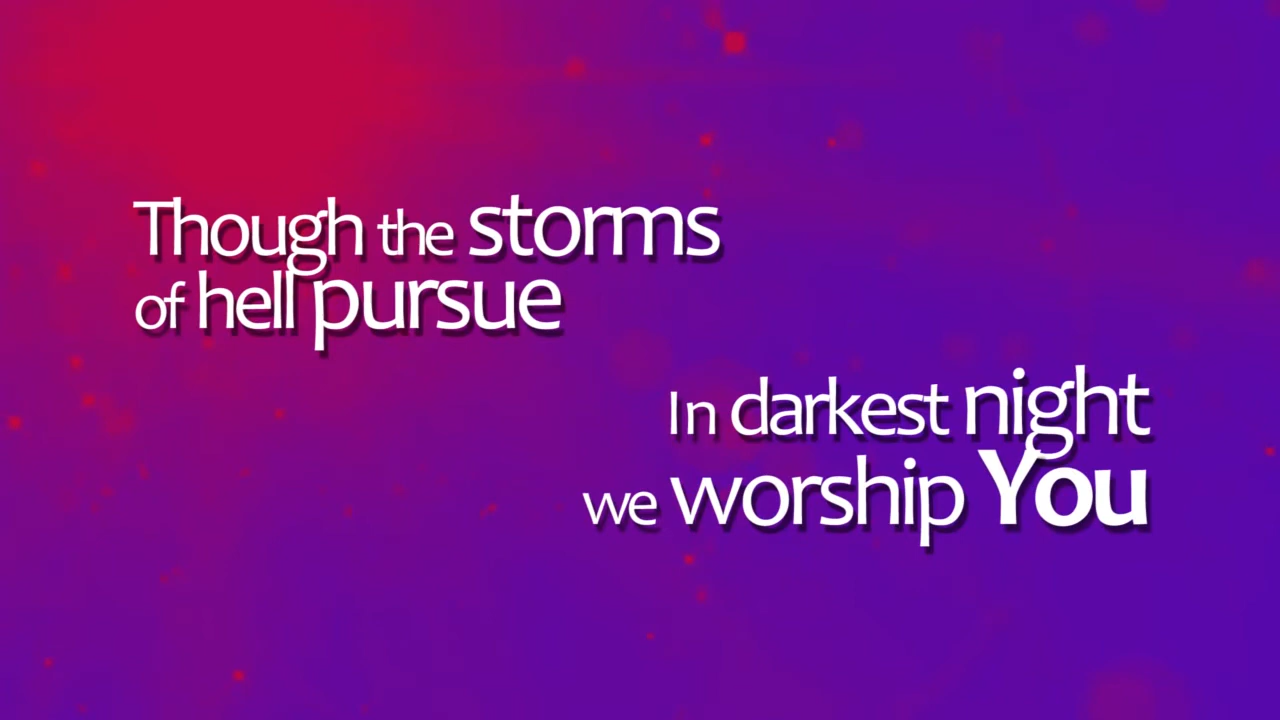 Though the storms
of hell pursue
In darkest night
we worship You